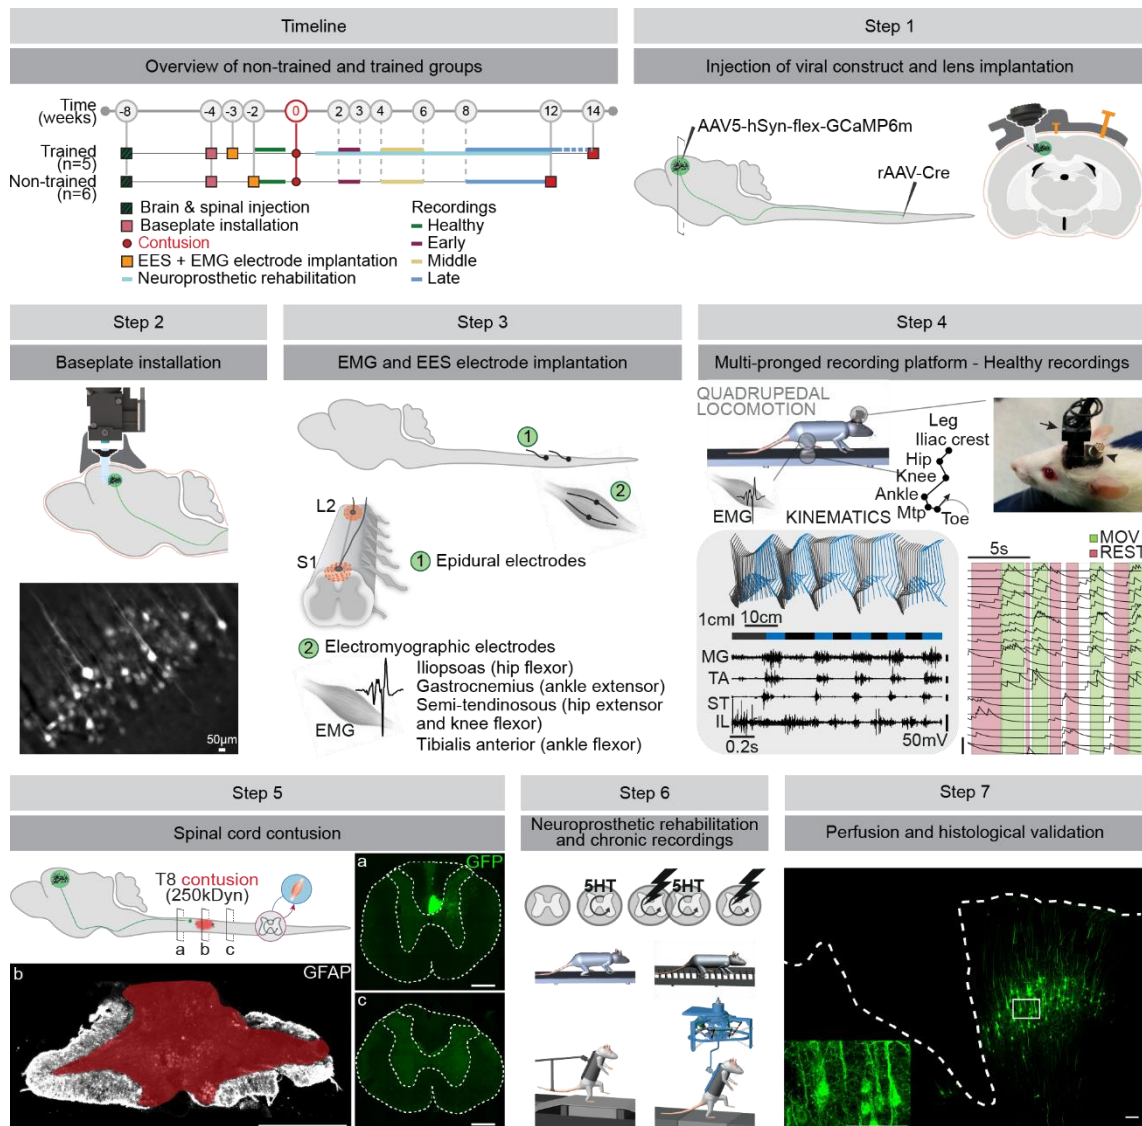 Timeline
Overview of non-trained and trained groups
Time
(weeks)
-8
-4
-3
-2
0
2
3
4
6
8
12
14
Trained
(n=5)
Non-trained
(n=6)
Brain & spinal injection
Baseplate installation
Contusion
EES + EMG electrode implantation
Neuroprosthetic rehabilitation
Recordings
Healthy
Early
Middle
Late
Step 1
Injection of viral construct and lens implantation
AAV5-hSyn-flex-GCaMP6m
rAAV-Cre
Step 2
Baseplate installation
50µm
Step 3
EMG and EES electrode implantation
1
2
L2
S1
1 Epidural electrodes
2 Electromyographic electrodes
Iliopsoas (hip flexor)
Gastrocnemius (ankle extensor)
Semi-tendinosous (hip extensor
and knee flexor)
Tibialis anterior (ankle flexor)
EMG
Step 4
Multi-pronged recording platform - Healthy recordings
QUADRUPEDAL
LOCOMOTION
Leg
Iliac crest
Hip
Knee
Ankle
Mtp
Toe
EMG
KINEMATICS
1cm
10cm
MG
TA
ST
IL
0.2s
50mV
5s
MOV
REST
Step 5
Spinal cord contusion
T8 contusion
(250kDyn)
a
b
c
a
GFP
b
GFAP
c
Step 6
Neuroprosthetic rehabilitation
and chronic recordings
5HT
5HT
Step 7
Perfusion and histological validation